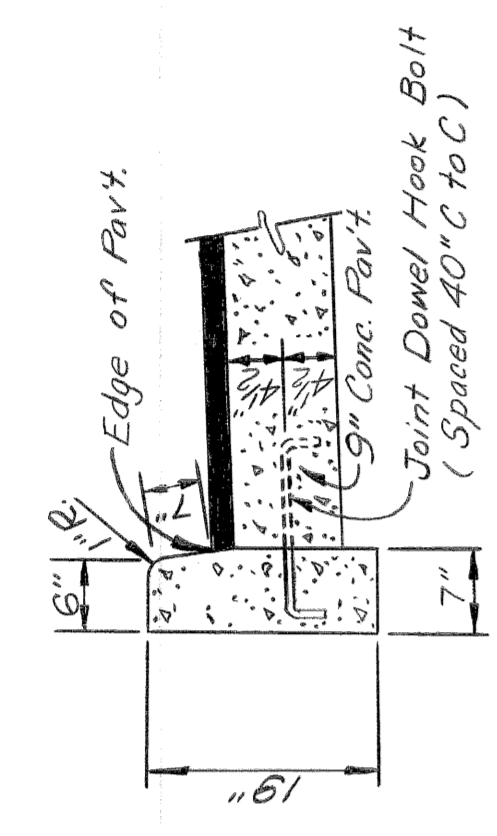 Edge of Pav't.
1"R.
6"
7"
4½"
4½"
9" Conc. Pav't.
Joint Dowel Hook Bolt
(Spaced 40" C to C)
7"
19"